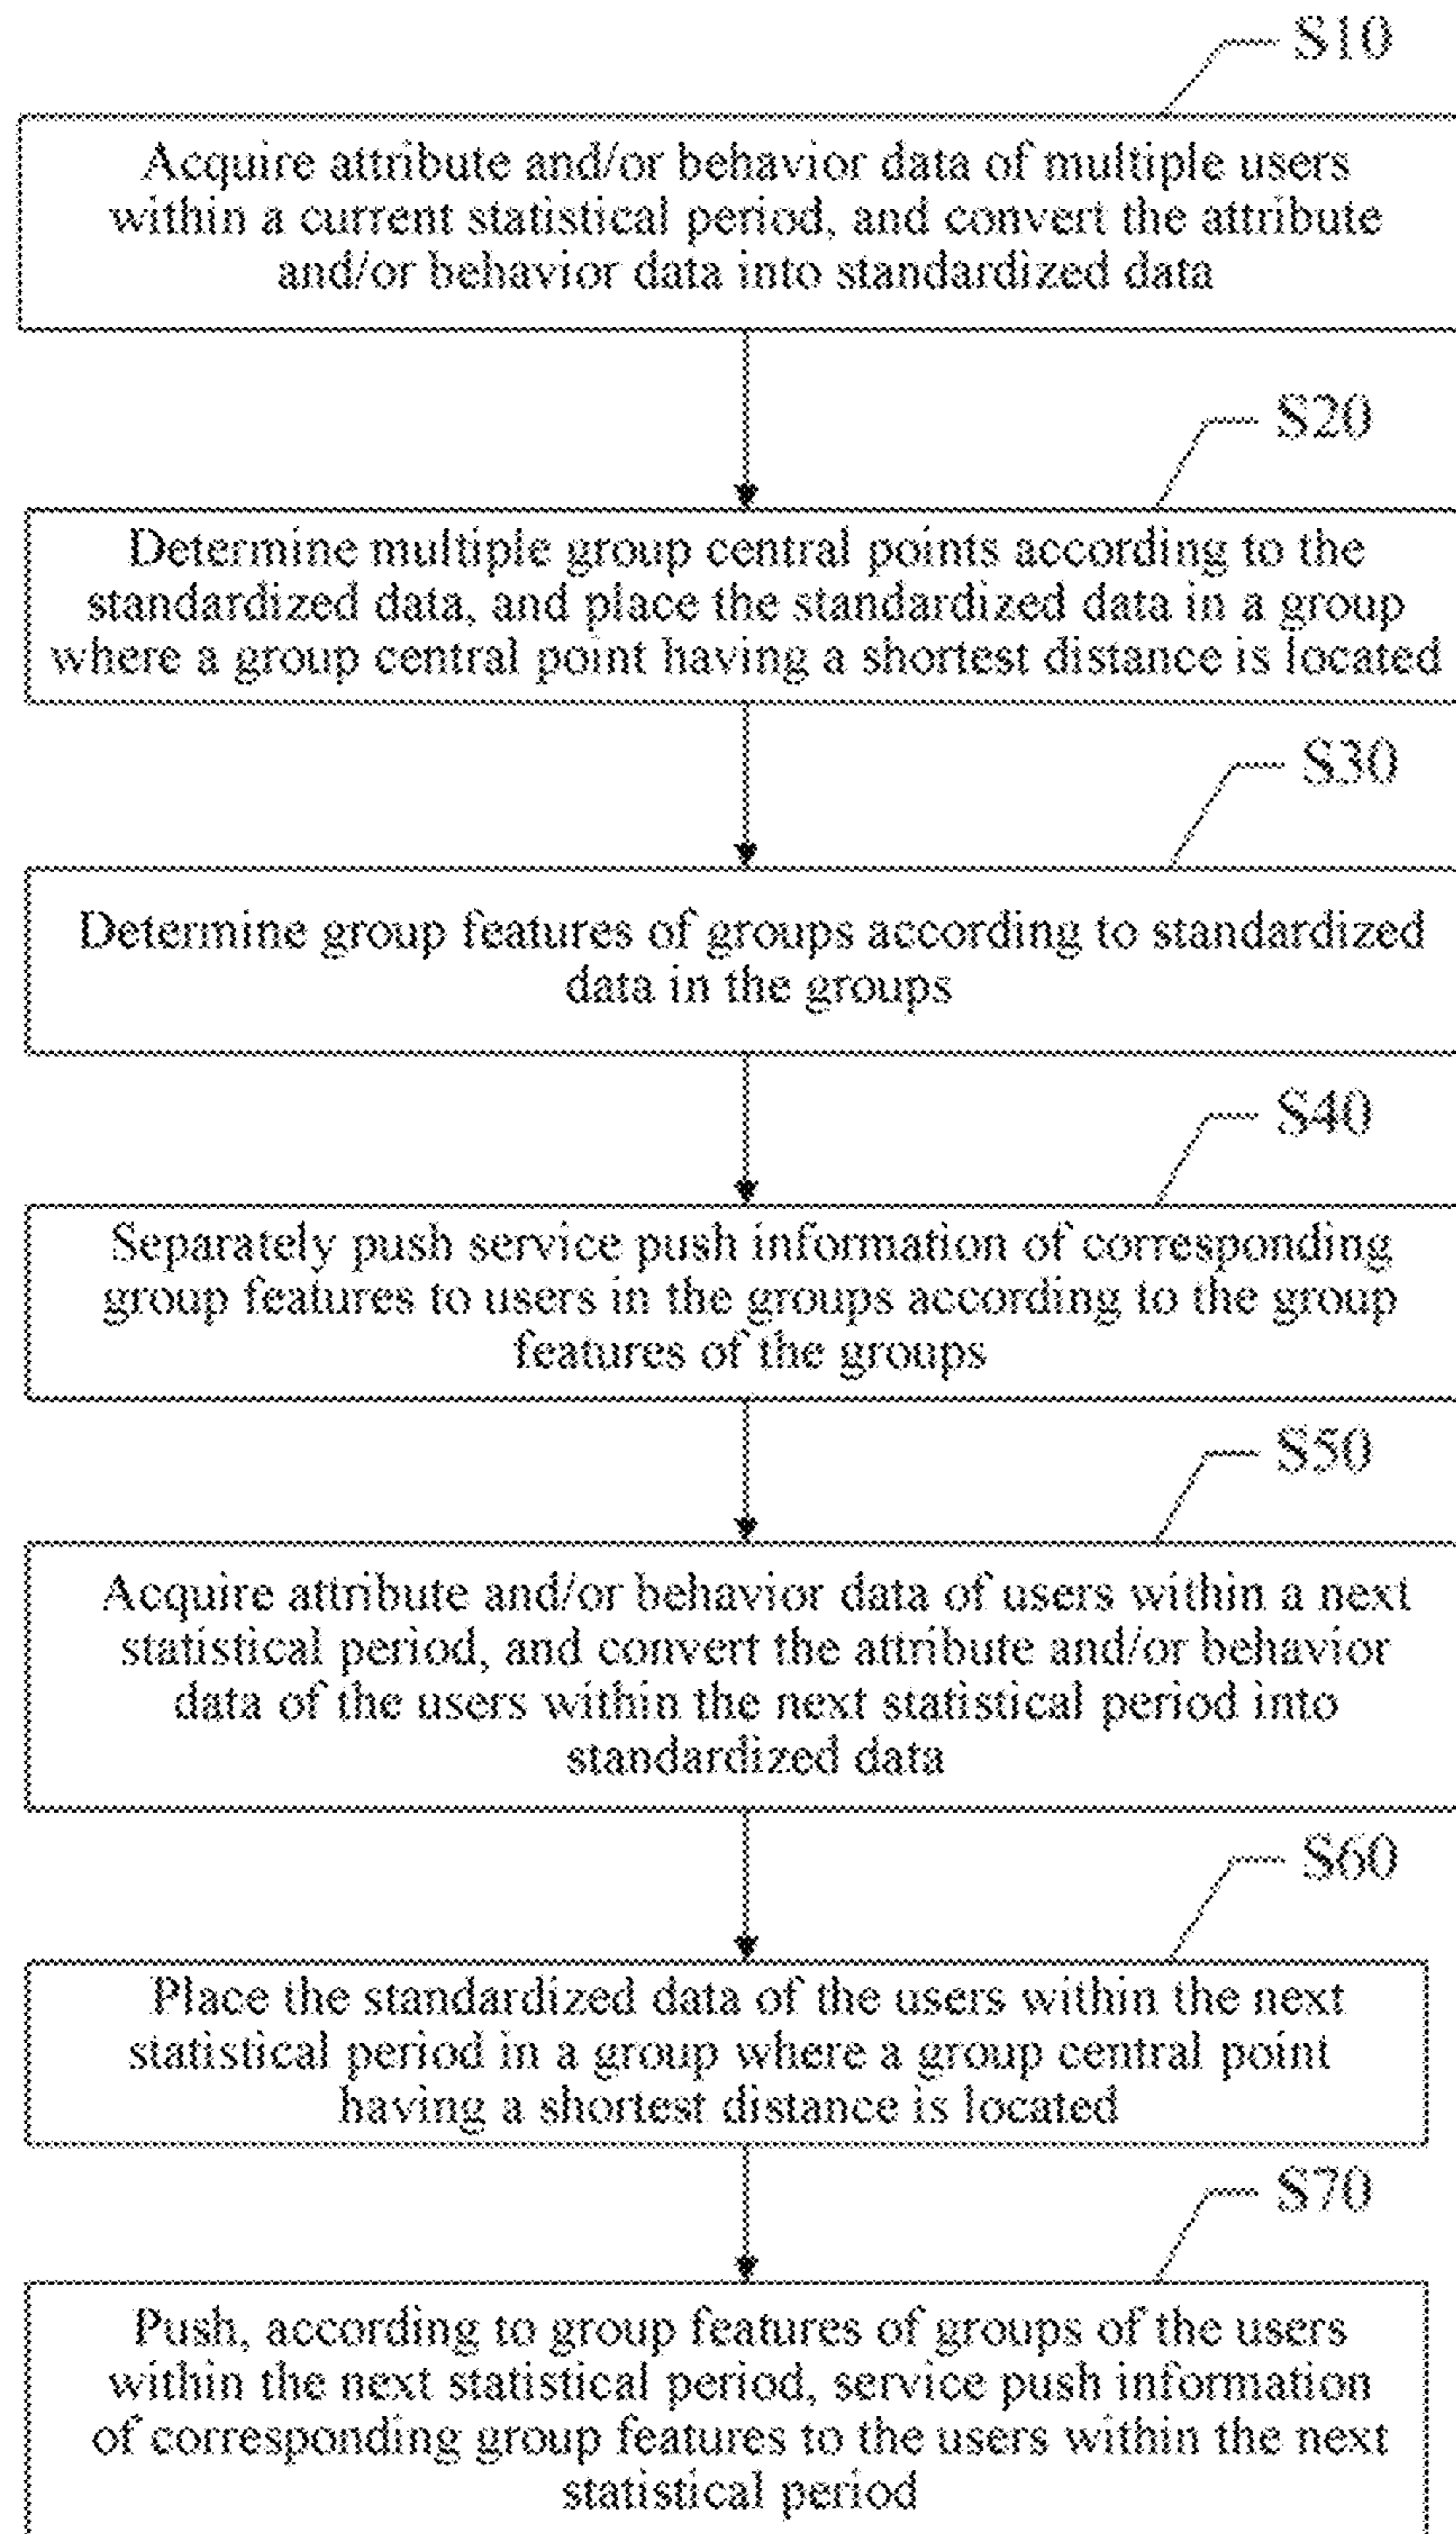 S10
Acquire attribute and/or behavior data of multiple users
within a current statistical period, and convert the attribute
and/or behavior data into standardized data
S20
Determine multiple group central points according to the
standardized data, and place the standardized data in a group
where a group central point having a shortest distance is located
S30
Determine group features of groups according to standardized
data in the groups
S40
Separately push service push information of corresponding
group features to users in the groups according to the group
features of the groups
S50
Acquire attribute and/or behavior data of users within a next
statistical period, and convert the attribute and/or behavior
data of the users within the next statistical period into
standardized data
S60
Place the standardized data of the users within the next
statistical period in a group where a group central point
having a shortest distance is located
S70
Push, according to group features of groups of the users
within the next statistical period, service push information
of corresponding group features to the users within the next
statistical period